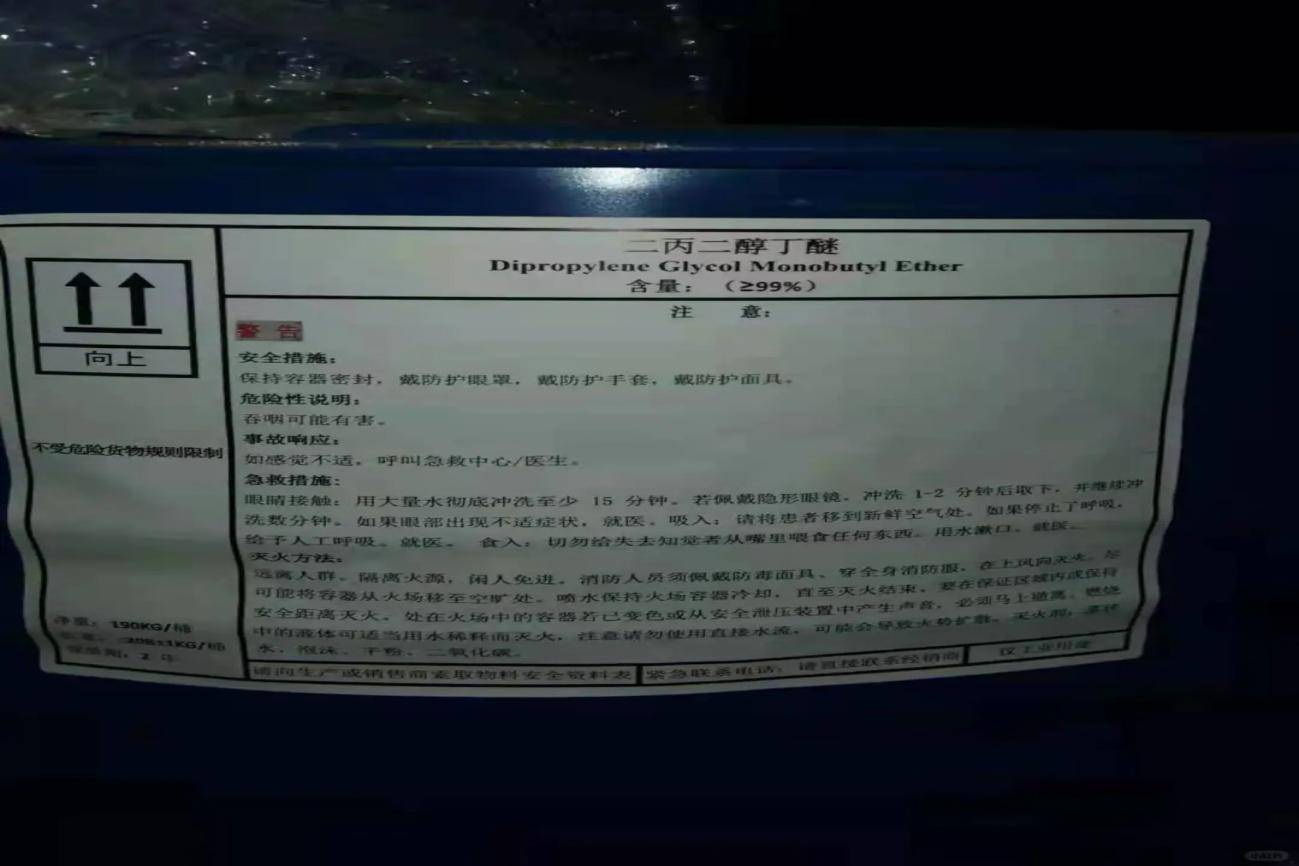 二丙二醇丁醚
Dipropylene Glycol Monobutyl Ether
含量：（≥99%）
向上
不受危险货物规则限制
净重：190KG/桶
208±1KG/桶
保质期：2 年
注 意：
警 告
安全措施：
保持容器密封，戴防护眼罩，戴防护手套，戴防护面具。
危险性说明：
吞咽可能有害。
事故响应：
如感觉不适，呼叫急救中心/医生。
急救措施：
眼睛接触：用大量水彻底冲洗至少 15 分钟。若佩戴隐形眼镜，冲洗 1-2 分钟后取下，并继续冲
洗数分钟。如果眼部出现不适症状，就医。吸入：请将患者移到新鲜空气处。如果停止了呼吸，
给予人工呼吸。就医。 食入：切勿给失去知觉者从嘴里喂食任何东西。用水漱口。就医。
灭火方法：
远离人群、隔离火源，闲人免进。消防人员须佩戴防毒面具、穿全身消防服，在上风向灭火。尽
可能将容器从火场移至空旷处。喷水保持火场容器冷却，直至灭火结束。要在保证区域内或保持
安全距离灭火。处在火场中的容器若已变色或从安全泄压装置中产生声音，必须马上撤离。燃烧
中的液体可适当用水稀释而灭火，注意请勿使用直接水流，可能会导致火势扩散。灭火剂：雾状
水、泡沫、干粉、二氧化碳。
请向生产或销售商索取物料安全资料表
紧急联系电话：请直接联系经销商
仅工业用途